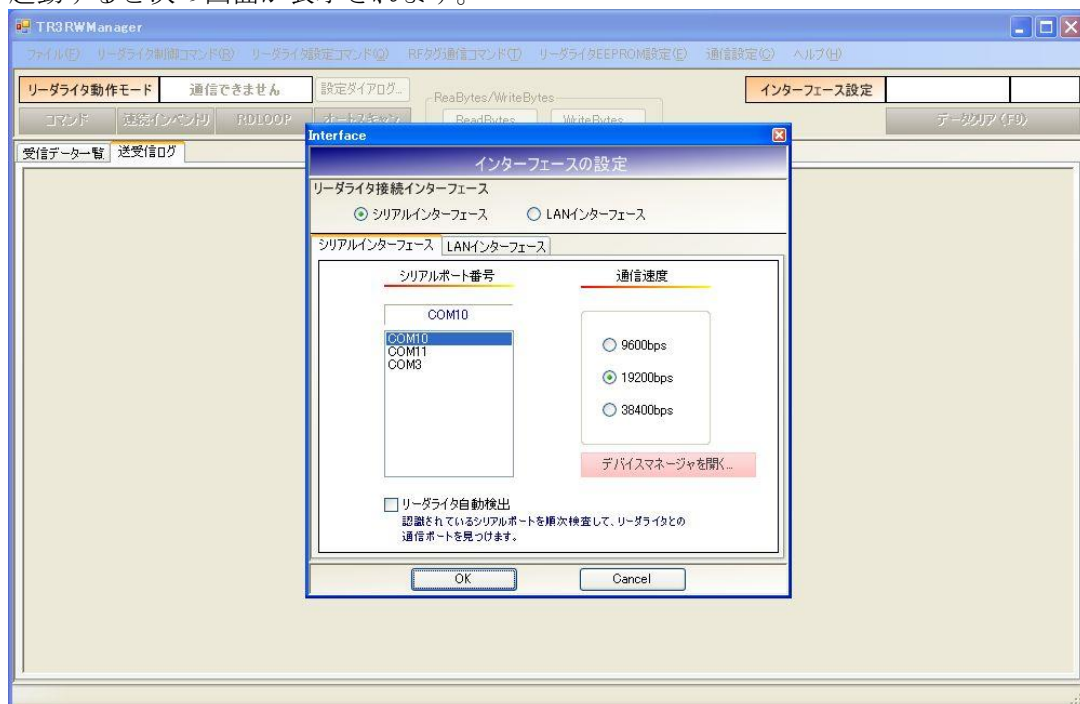 起動すると次の画面が表示されます。
TR3RWManager
ファイル(F) リーダライタ制御コマンド(R) リーダライタ設定コマンド(Q) RFタグ通信コマンド(T) リーダライタEEPROM設定(E) 通信設定(C) ヘルプ(H)
リーダライタ動作モード 通信できません 設定ダイアログ... ReaBytes/WriteBytes インターフェース設定
コマンド 連続インベントリ RDLOOP オートスキャン ReadBytes WriteBytes データクリア (F9)
受信データ一覧 送受信ログ
Interface
インターフェースの設定
リーダライタ接続インターフェース
シリアルインターフェース LANインターフェース
シリアルインターフェース LANインターフェース
シリアルポート番号 通信速度
COM10
COM10
COM11
COM3
9600bps
19200bps
38400bps
デバイスマネージャを開く...
リーダライタ自動検出
認識されているシリアルポートを順次検査して、リーダライタとの
通信ポートを見つけます。
OK Cancel